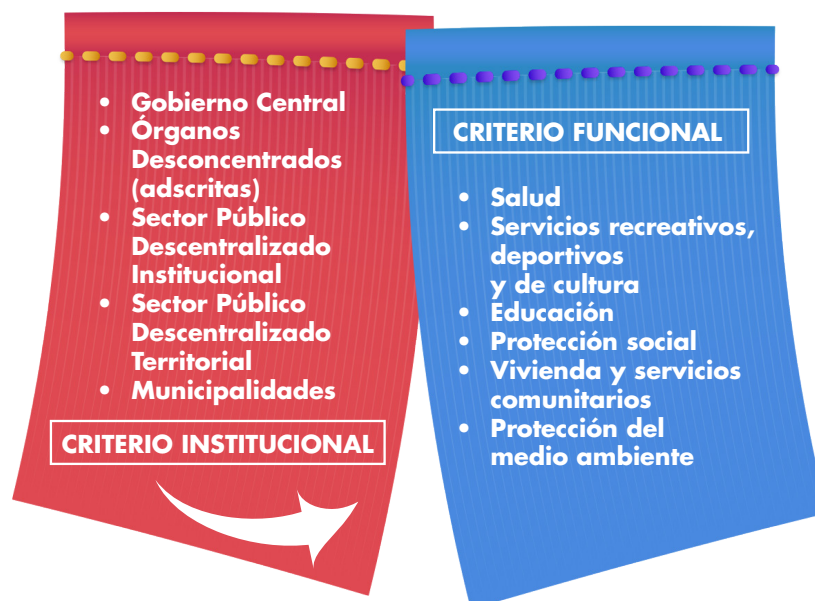 • Gobierno Central
• Órganos
Desconcentrados
(adscritas)
• Sector Público
Descentralizado
Institucional
• Sector Público
Descentralizado
Territorial
• Municipalidades
CRITERIO INSTITUCIONAL
CRITERIO FUNCIONAL
• Salud
• Servicios recreativos,
deportivos
y de cultura
• Educación
• Protección social
• Vivienda y servicios
comunitarios
• Protección del
medio ambiente